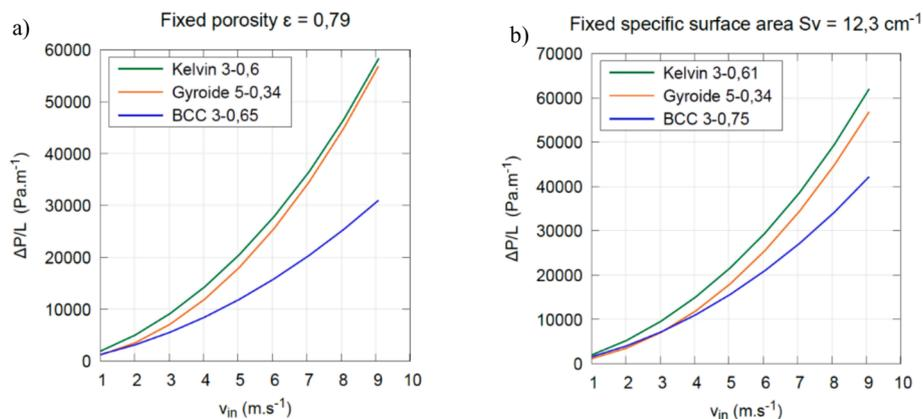 a)
Fixed porosity ε = 0,79
60000
50000
40000
30000
20000
10000
0
ΔP/L (Pa.m⁻¹)
Kelvin 3-0,6
Gyroide 5-0,34
BCC 3-0,65
1 2 3 4 5 6 7 8 9 10
vᵢₙ (m.s⁻¹)
b)
Fixed specific surface area Sv = 12,3 cm⁻¹
70000
60000
50000
40000
30000
20000
10000
0
ΔP/L (Pa.m⁻¹)
Kelvin 3-0,61
Gyroide 5-0,34
BCC 3-0,75
1 2 3 4 5 6 7 8 9 10
vᵢₙ (m.s⁻¹)